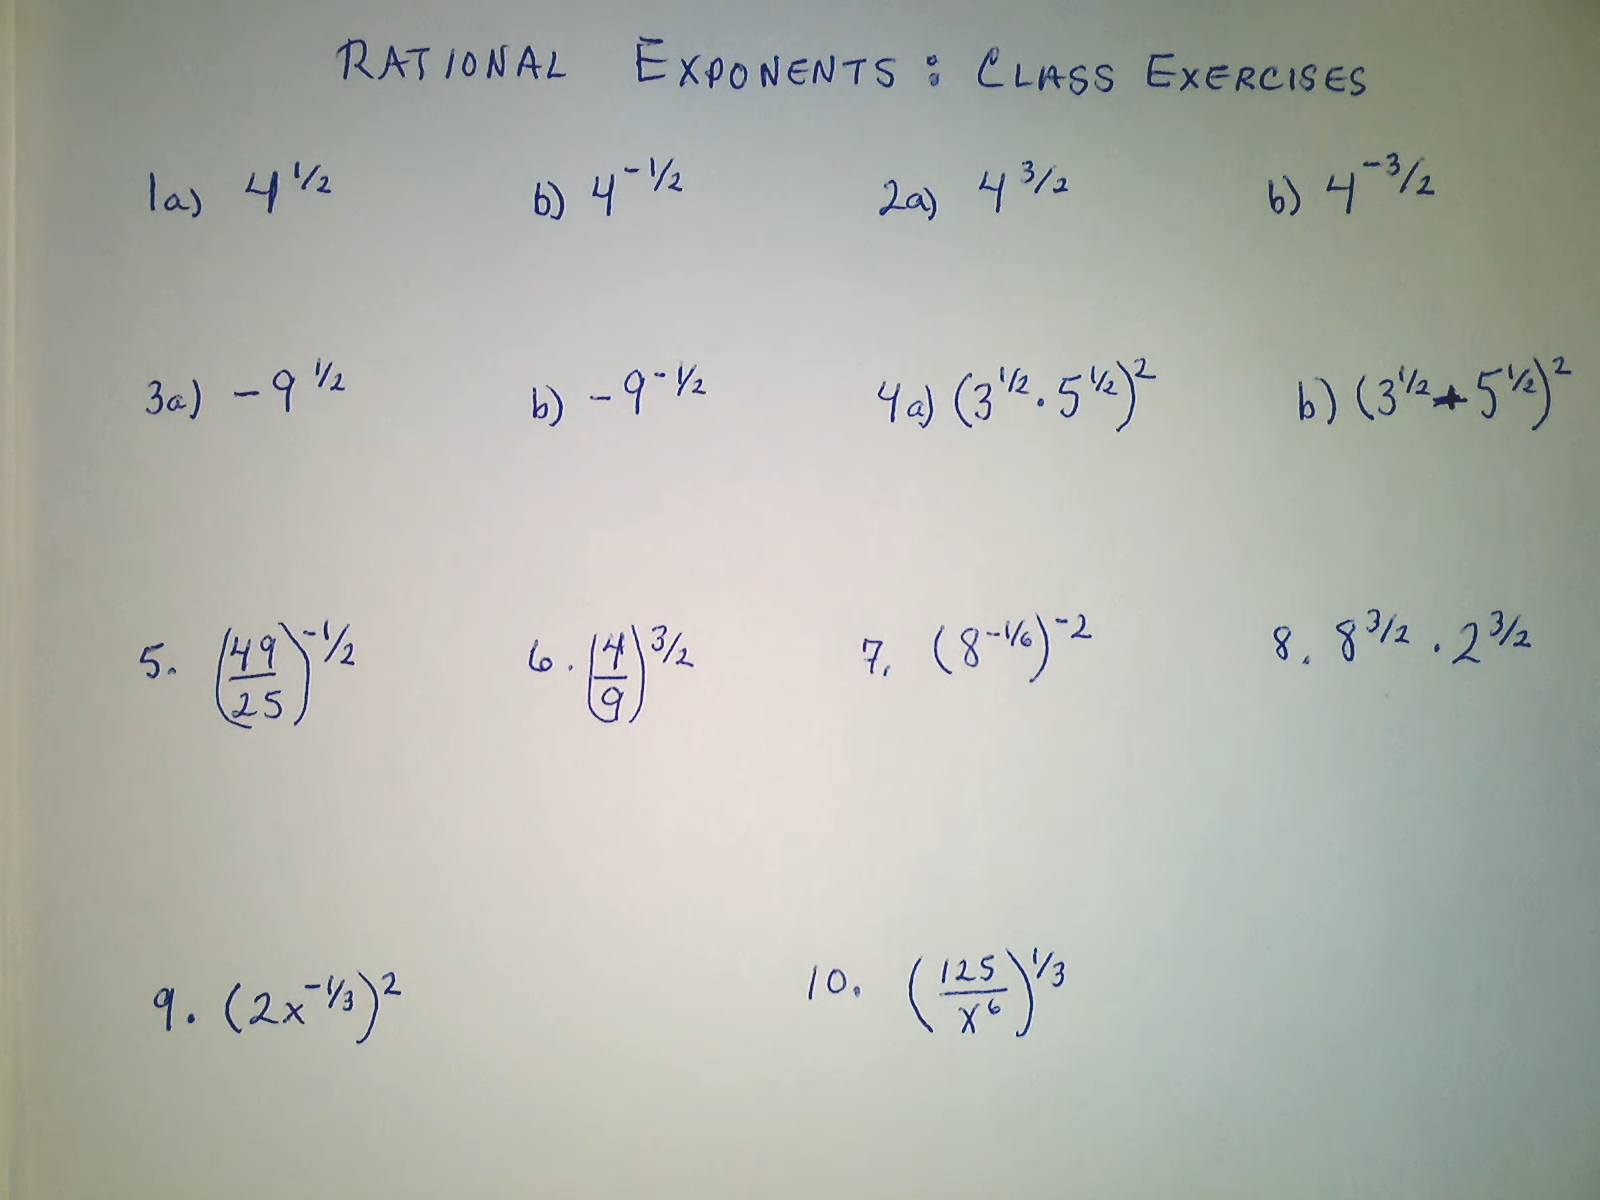 RATIONAL EXPONENTS : CLASS EXERCISES
1a) 4^{1/2} b) 4^{-1/2} 2a) 4^{3/2} b) 4^{-3/2}
3a) -9^{1/2} b) -9^{-1/2} 4a) (3^{1/2} · 5^{1/2})^2 b) (3^{1/2} + 5^{1/2})^2
5. (49/25)^{-1/2} 6. (4/9)^{3/2} 7. (8^{-1/6})^{-2} 8. 8^{3/2} · 2^{3/2}
9. (2x^{-1/3})^2 10. (125/x^6)^{1/3}